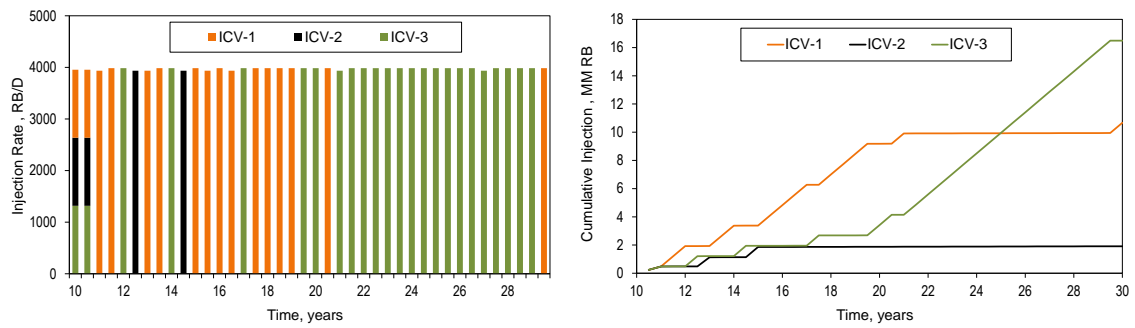 ICV-1 ICV-2 ICV-3
Injection Rate , RB/D
5000
4000
3000
2000
1000
0
10 12 14 16 18 20 22 24 26 28
Time, years
ICV-1 ICV-2 ICV-3
Cumulative Injection , MM RB
18
16
14
12
10
8
6
4
2
0
10 12 14 16 18 20 22 24 26 28 30
Time, years